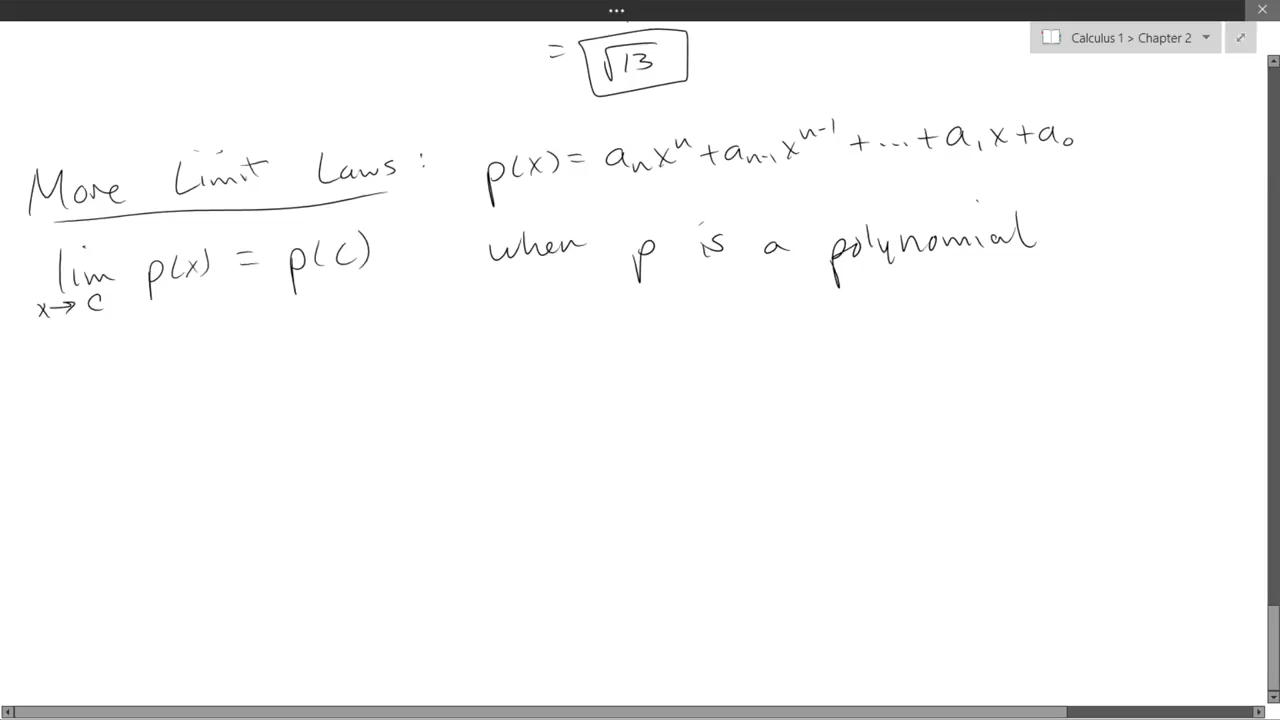 Calculus 1 > Chapter 2
= √13
More Limit Laws: p(x) = aₙxⁿ + aₙ₋₁xⁿ⁻¹ + ... + a₁x + a₀
lim p(x) = p(c) when p is a polynomial
x→c